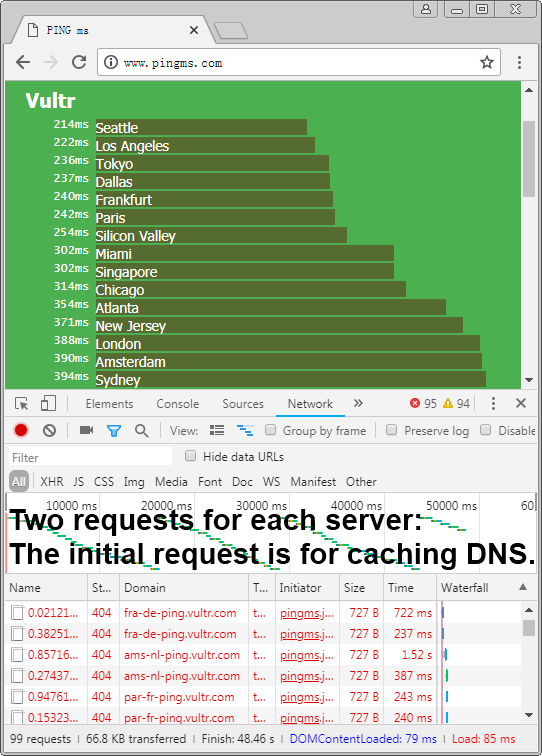 PING ms
www.pingms.com
Vultr
214ms Seattle
222ms Los Angeles
236ms Tokyo
237ms Dallas
240ms Frankfurt
242ms Paris
254ms Silicon Valley
302ms Miami
302ms Singapore
314ms Chicago
354ms Atlanta
371ms New Jersey
388ms London
390ms Amsterdam
394ms Sydney
Elements Console Sources Network » 95 94
View: Group by frame Preserve log Disable
Filter Hide data URLs
All XHR JS CSS Img Media Font Doc WS Manifest Other
10000 ms 20000 ms 30000 ms 40000 ms 50000 ms 60
Two requests for each server:
The initial request is for caching DNS.
Name St... Domain T... Initiator Size Time Waterfall
0.02121... 404 fra-de-ping.vultr.com t... pingms.j... 727 B 722 ms
0.38251... 404 fra-de-ping.vultr.com t... pingms.j... 727 B 237 ms
0.85716... 404 ams-nl-ping.vultr.com t... pingms.j... 727 B 1.52 s
0.27437... 404 ams-nl-ping.vultr.com t... pingms.j... 727 B 387 ms
0.94761... 404 par-fr-ping.vultr.com t... pingms.j... 727 B 243 ms
0.15323... 404 par-fr-ping.vultr.com t... pingms.j... 727 B 240 ms
99 requests | 66.8 KB transferred | Finish: 48.46 s | DOMContentLoaded: 79 ms | Load: 85 ms